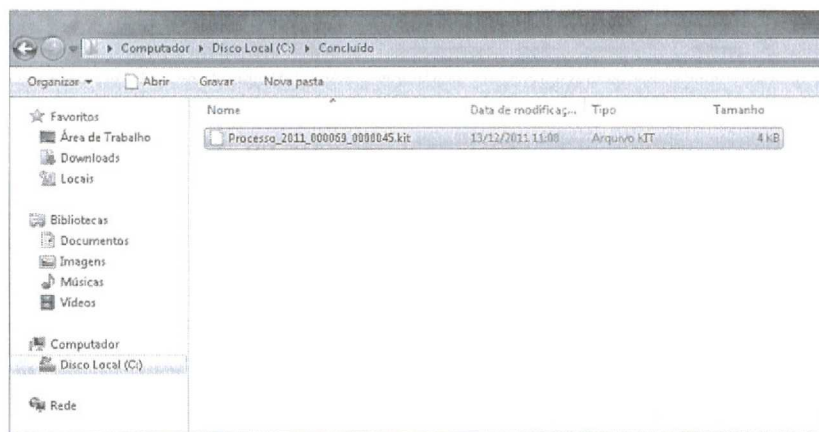 Computador ▸ Disco Local (C:) ▸ Concluído
Organizar Abrir Gravar Nova pasta
Nome Data de modificaç... Tipo Tamanho
Processo_2011_000069_0000045.kit 13/12/2011 11:08 Arquivo KIT 4 kB
Favoritos
Área de Trabalho
Downloads
Locais
Bibliotecas
Documentos
Imagens
Músicas
Vídeos
Computador
Disco Local (C:)
Rede